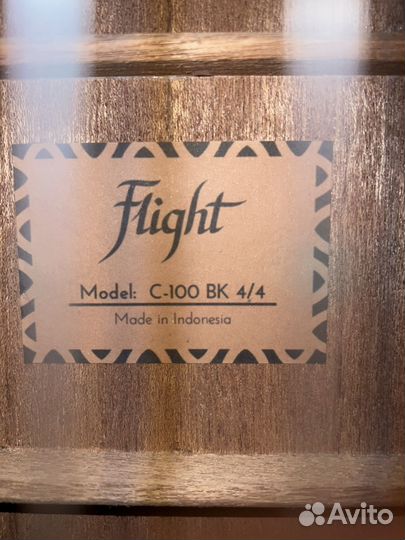 Flight
Model: C-100 BK 4/4
Made in Indonesia
Avito